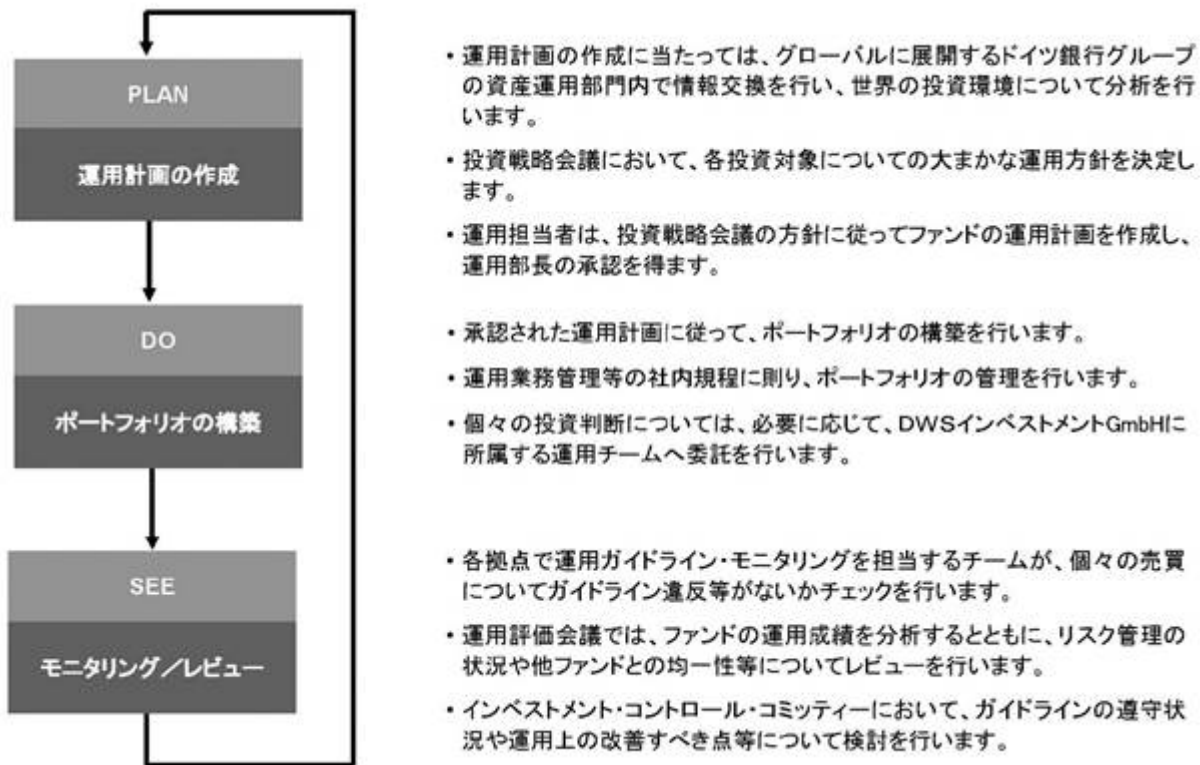 PLAN
運用計画の作成
・運用計画の作成に当たっては、グローバルに展開するドイツ銀行グループ
の資産運用部門内で情報交換を行い、世界の投資環境について分析を行
います。
・投資戦略会議において、各投資対象についての大まかな運用方針を決定し
ます。
・運用担当者は、投資戦略会議の方針に従ってファンドの運用計画を作成し、
運用部長の承認を得ます。
DO
ポートフォリオの構築
・承認された運用計画に従って、ポートフォリオの構築を行います。
・運用業務管理等の社内規程に則り、ポートフォリオの管理を行います。
・個々の投資判断については、必要に応じて、DWSインベストメントGmbHに
所属する運用チームへ委託を行います。
SEE
モニタリング／レビュー
・各拠点で運用ガイドライン・モニタリングを担当するチームが、個々の売買
についてガイドライン違反等がないかチェックを行います。
・運用評価会議では、ファンドの運用成績を分析するとともに、リスク管理の
状況や他ファンドとの均一性等についてレビューを行います。
・インベストメント・コントロール・コミッティーにおいて、ガイドラインの遵守状
況や運用上の改善すべき点等について検討を行います。